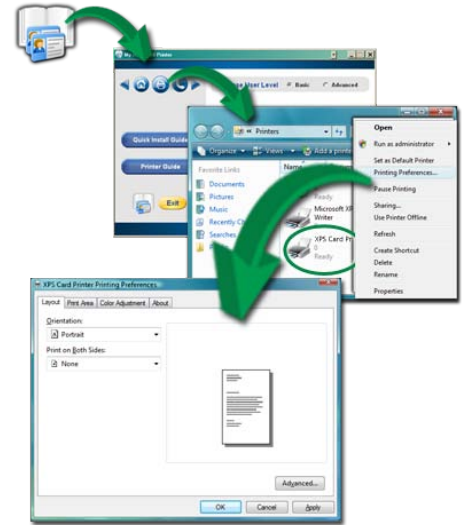 User Level Basic Advanced
Quick Install Guide
Printer Guide
Exit
Printers
Organize Views Add a printer
Favorite Links
Documents
Pictures
Music
Recently
Searches
Name
Ready
Microsoft XP
Writer
XPS Card Pr
0
Ready
Open
Run as administrator
Set as Default Printer
Printing Preferences...
Pause Printing
Sharing...
Use Printer Offline
Refresh
Create Shortcut
Delete
Rename
Properties
XPS Card Printer Printing Preferences
Layout Print Area Color Adjustment About
Orientation:
Portrait
Print on Both Sides:
None
Advanced...
OK Cancel Apply